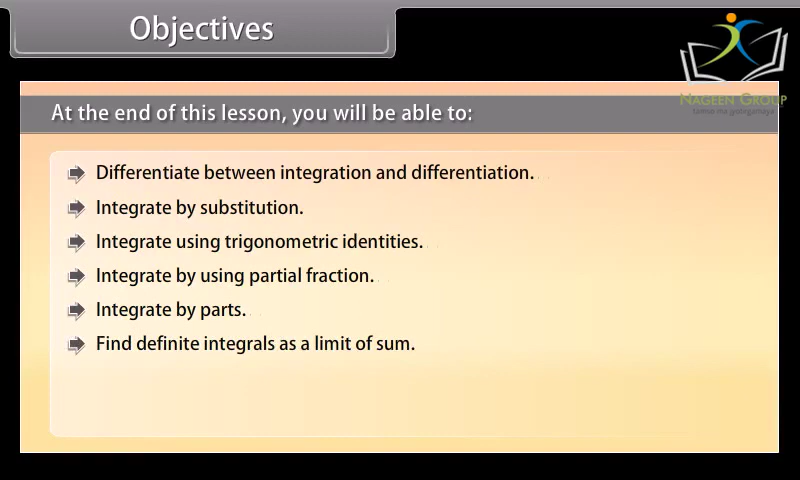 Objectives
NAGEEN GROUP
At the end of this lesson, you will be able to:
Differentiate between integration and differentiation.
Integrate by substitution.
Integrate using trigonometric identities.
Integrate by using partial fraction.
Integrate by parts.
Find definite integrals as a limit of sum.